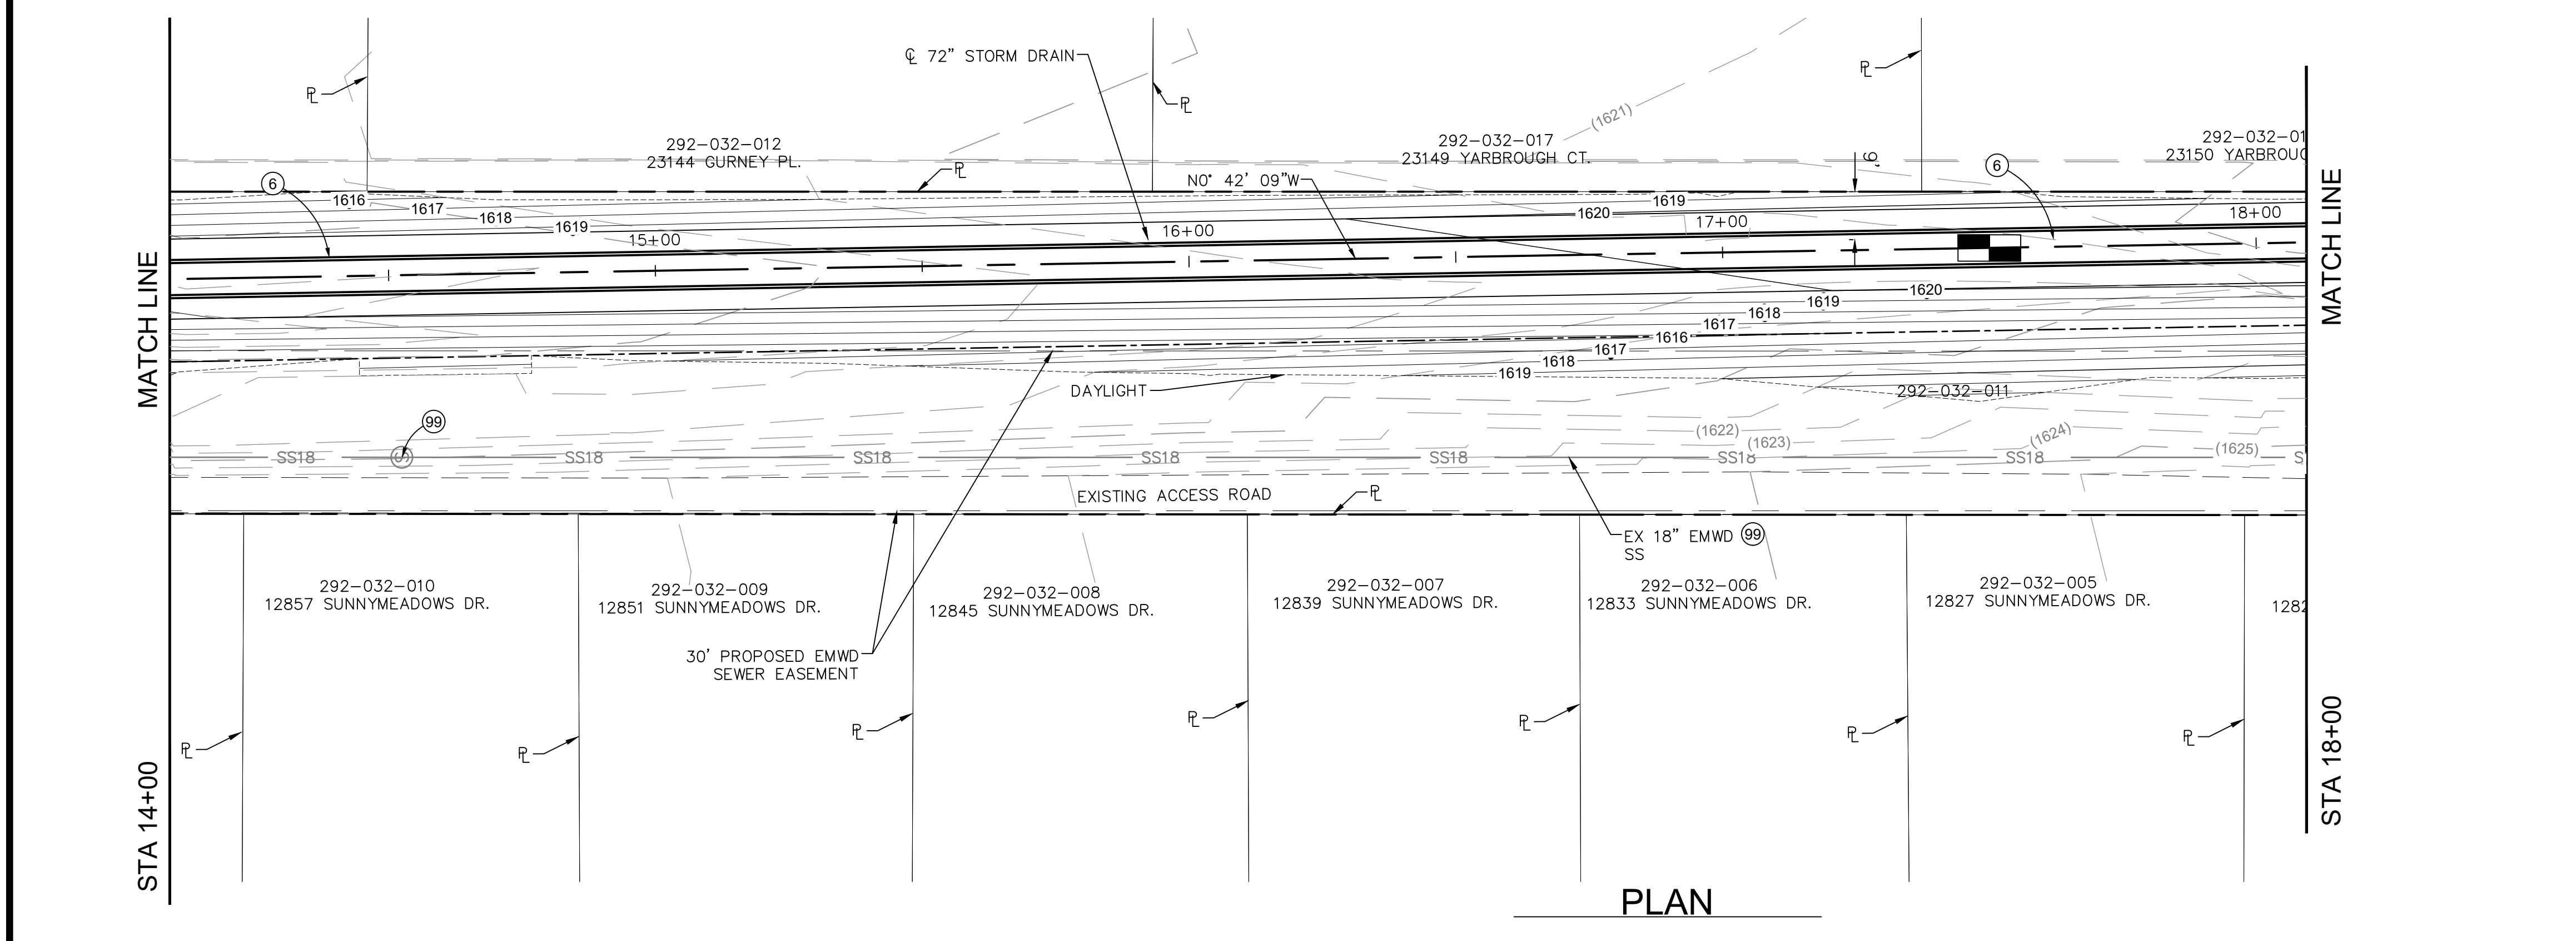 ℄ 72” STORM DRAIN
PL
PL
PL
(1621)
292-032-012
23144 GURNEY PL.
292-032-017
23149 YARBROUGH CT.
292-032-01
23150 YARBROUG
6
6
PL
N0° 42' 09"W
1616
1617
1618
1619
1620
1619
15+00
16+00
17+00
18+00
MATCH LINE
MATCH LINE
1620
1619
1618
1617
1616
1617
1618
1619
DAYLIGHT
292-032-011
99
(1622)
(1623)
(1624)
(1625)
SS18
S
SS18
SS18
SS18
SS18
SS18
SS18
S
EXISTING ACCESS ROAD
PL
EX 18” EMWD 99
SS
292-032-010
12857 SUNNYMEADOWS DR.
292-032-009
12851 SUNNYMEADOWS DR.
292-032-008
12845 SUNNYMEADOWS DR.
292-032-007
12839 SUNNYMEADOWS DR.
292-032-006
12833 SUNNYMEADOWS DR.
292-032-005
12827 SUNNYMEADOWS DR.
1282
30' PROPOSED EMWD
SEWER EASEMENT
PL
PL
PL
PL
PL
PL
PL
STA 14+00
STA 18+00
PLAN